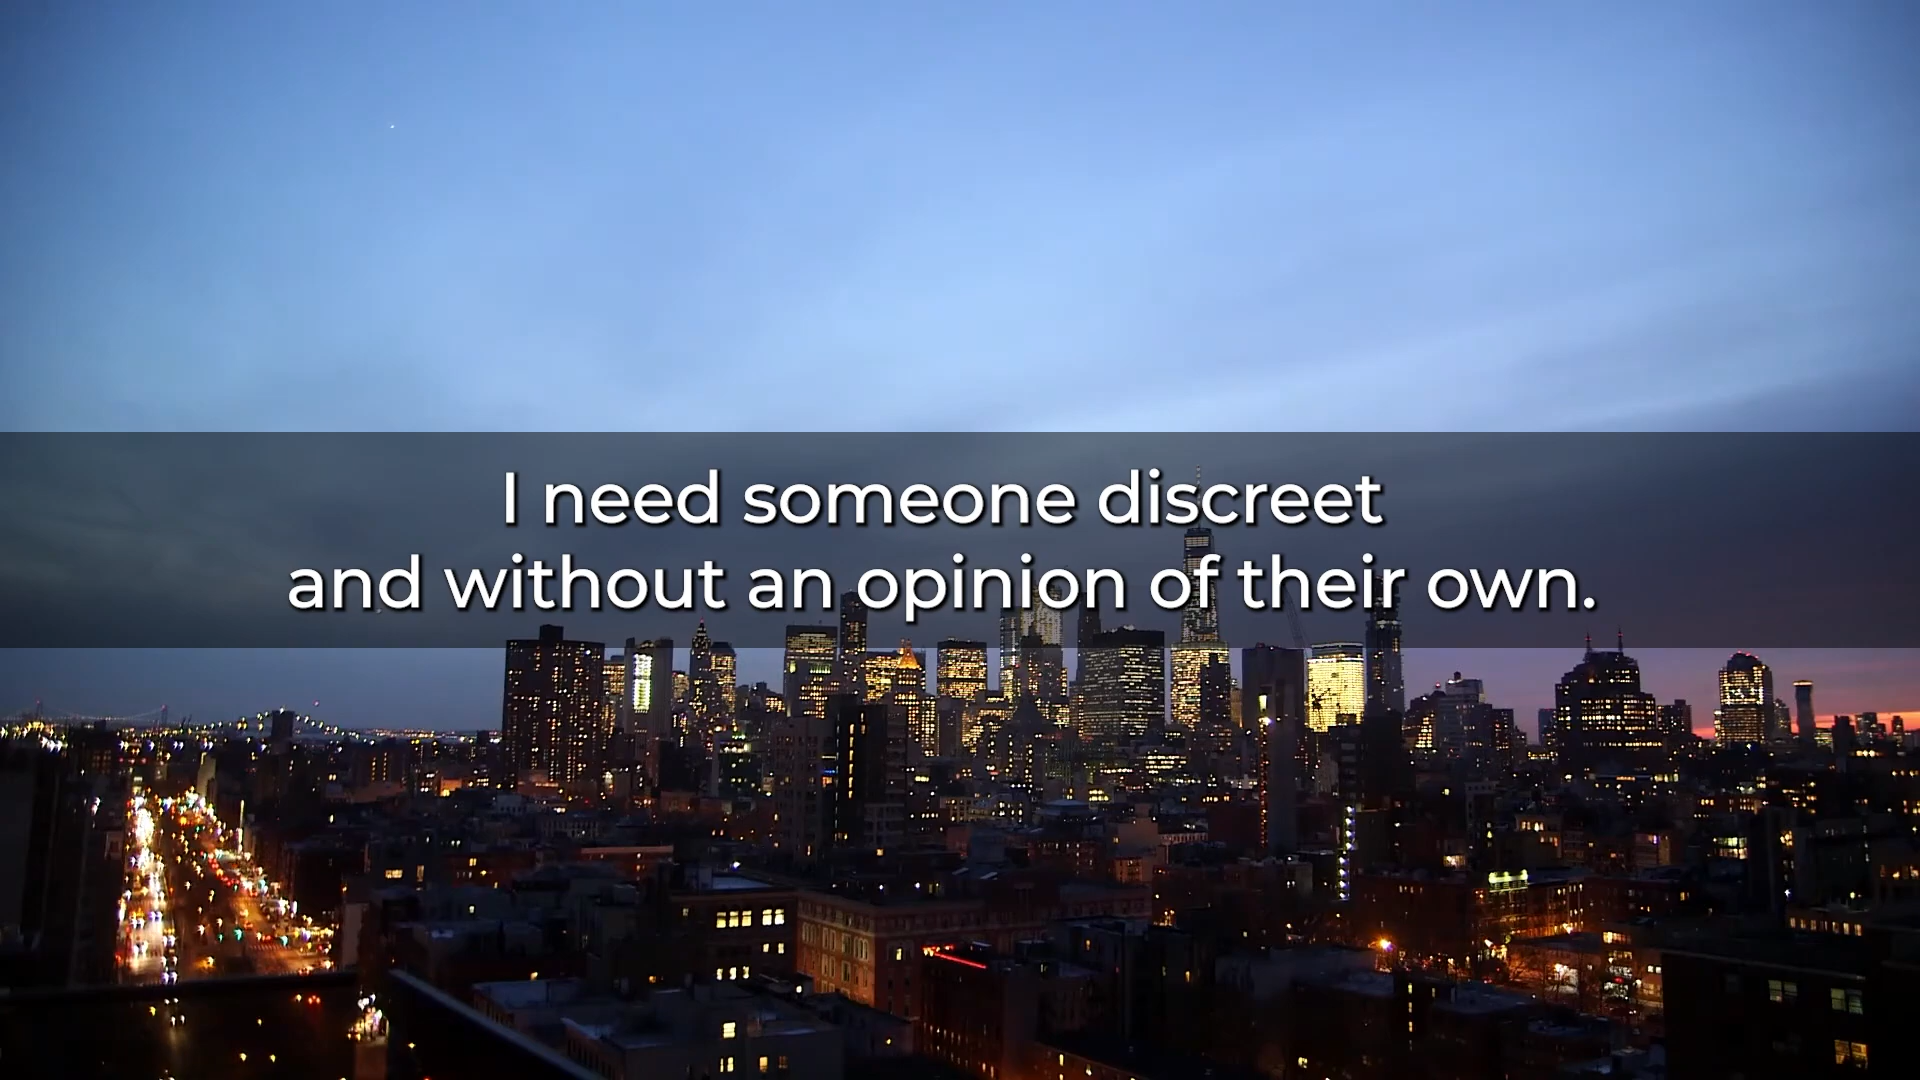 I need someone discreet
and without an opinion of their own.